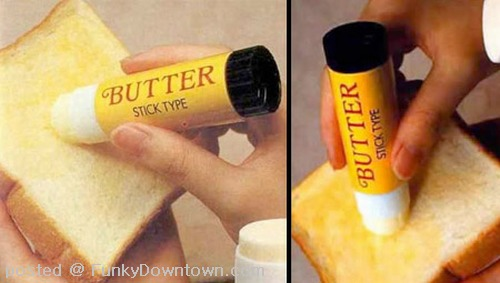 BUTTER
STICK TYPE
BUTTER
STICK TYPE
posted @ FunkyDowntown.com